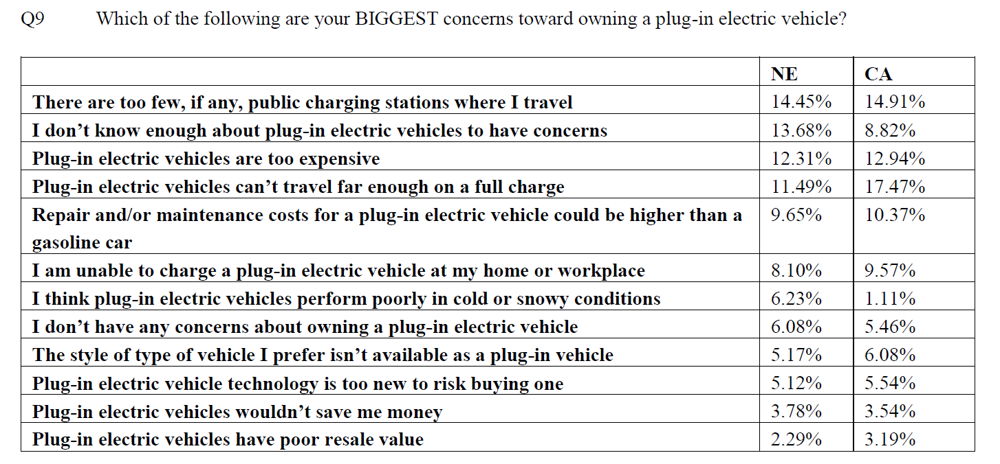 Q9 Which of the following are your BIGGEST concerns toward owning a plug-in electric vehicle?
NE CA
There are too few, if any, public charging stations where I travel 14.45% 14.91%
I don’t know enough about plug-in electric vehicles to have concerns 13.68% 8.82%
Plug-in electric vehicles are too expensive 12.31% 12.94%
Plug-in electric vehicles can’t travel far enough on a full charge 11.49% 17.47%
Repair and/or maintenance costs for a plug-in electric vehicle could be higher than a 9.65% 10.37%
gasoline car
I am unable to charge a plug-in electric vehicle at my home or workplace 8.10% 9.57%
I think plug-in electric vehicles perform poorly in cold or snowy conditions 6.23% 1.11%
I don’t have any concerns about owning a plug-in electric vehicle 6.08% 5.46%
The style of type of vehicle I prefer isn’t available as a plug-in vehicle 5.17% 6.08%
Plug-in electric vehicle technology is too new to risk buying one 5.12% 5.54%
Plug-in electric vehicles wouldn’t save me money 3.78% 3.54%
Plug-in electric vehicles have poor resale value 2.29% 3.19%